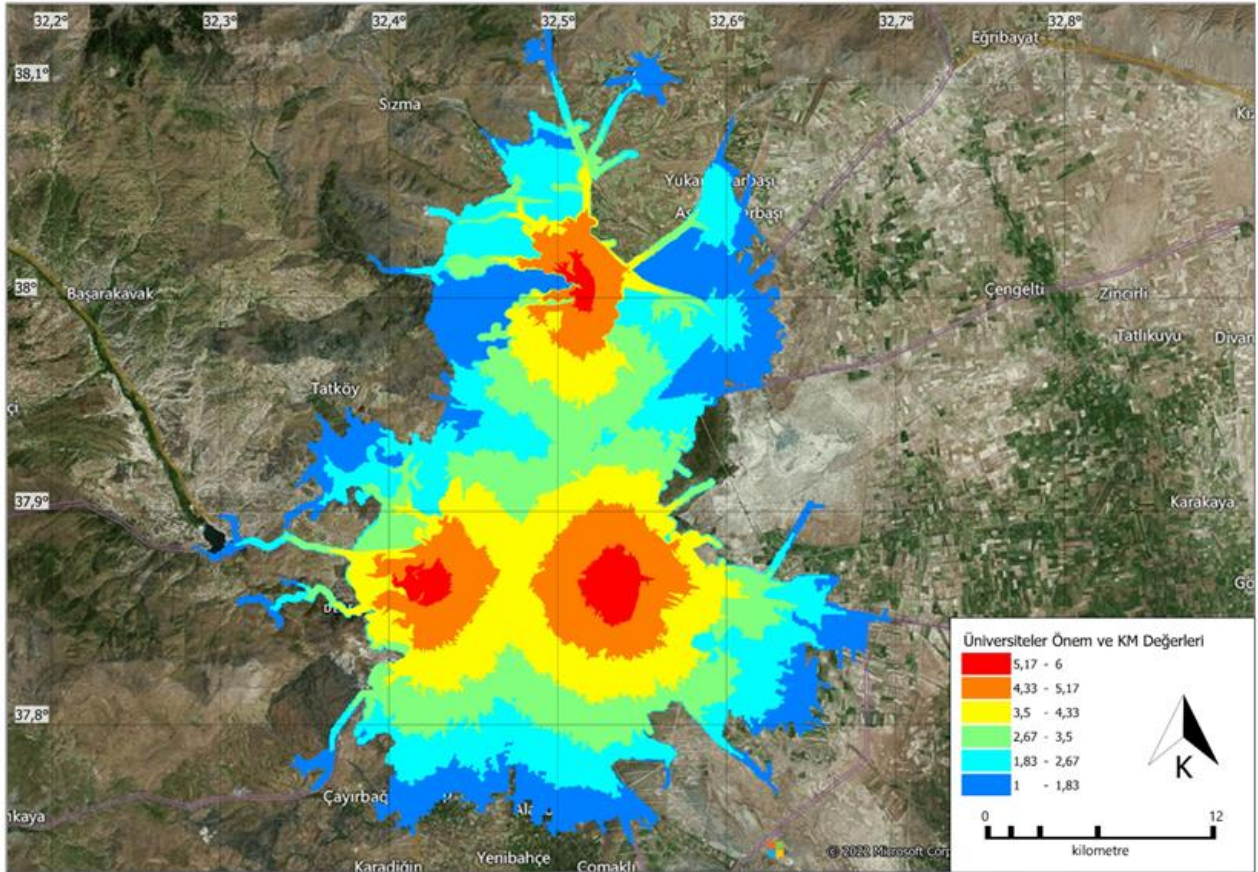 32,2° 32,3° 32,4° 32,5° 32,6° 32,7° 32,8°
Eğribayat
38,1°
Sızma
38°
Başarakavak
Çengelti
Zincirli
Tatlıkuyu
Tatköy
37,9°
Karakaya
37,8°
Üniversiteler Önem ve KM Değerleri
5,17 - 6
4,33 - 5,17
3,5 - 4,33
2,67 - 3,5
1,83 - 2,67
1 - 1,83
K
0 12
kilometre
Yenibahçe
Karadiğin
Çomaklı
© 2022 Microsoft Corp